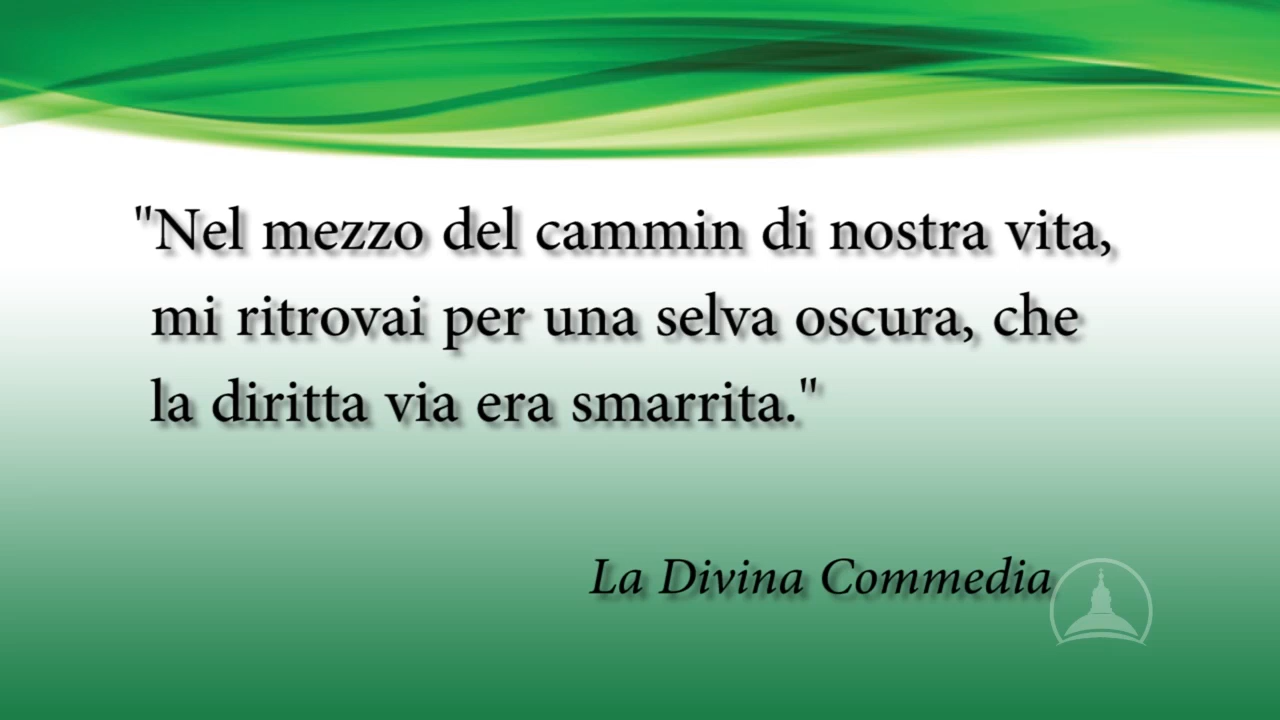 "Nel mezzo del cammin di nostra vita,
mi ritrovai per una selva oscura, che
la diritta via era smarrita."
La Divina Commedia